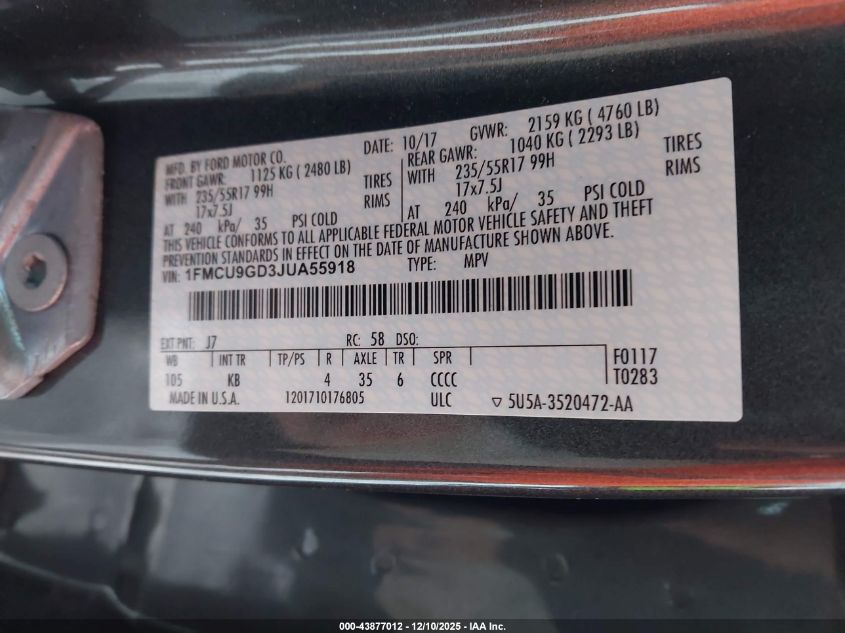 MFD. BY FORD MOTOR CO.
DATE: 10/17 GVWR: 2159 KG ( 4760 LB)
FRONT GAWR: 1125 KG ( 2480 LB)
REAR GAWR: 1040 KG ( 2293 LB)
WITH 235/55R17 99H TIRES
WITH 235/55R17 99H TIRES
17x7.5J RIMS
17x7.5J RIMS
AT 240 kPa/ 35 PSI COLD
AT 240 kPa/ 35 PSI COLD
THIS VEHICLE CONFORMS TO ALL APPLICABLE FEDERAL MOTOR VEHICLE SAFETY AND THEFT
PREVENTION STANDARDS IN EFFECT ON THE DATE OF MANUFACTURE SHOWN ABOVE.
VIN: 1FMCU9GD3JUA55918 TYPE: MPV
EXT PNT: J7 RC: 58 DSO:
WB INT TR TP/PS R AXLE TR SPR F0117
105 KB 4 35 6 CCCC T0283
MADE IN U.S.A. 1201710176805 ULC ▽ 5U5A-3520472-AA
000-43877012 - 12/10/2025 - IAA Inc.